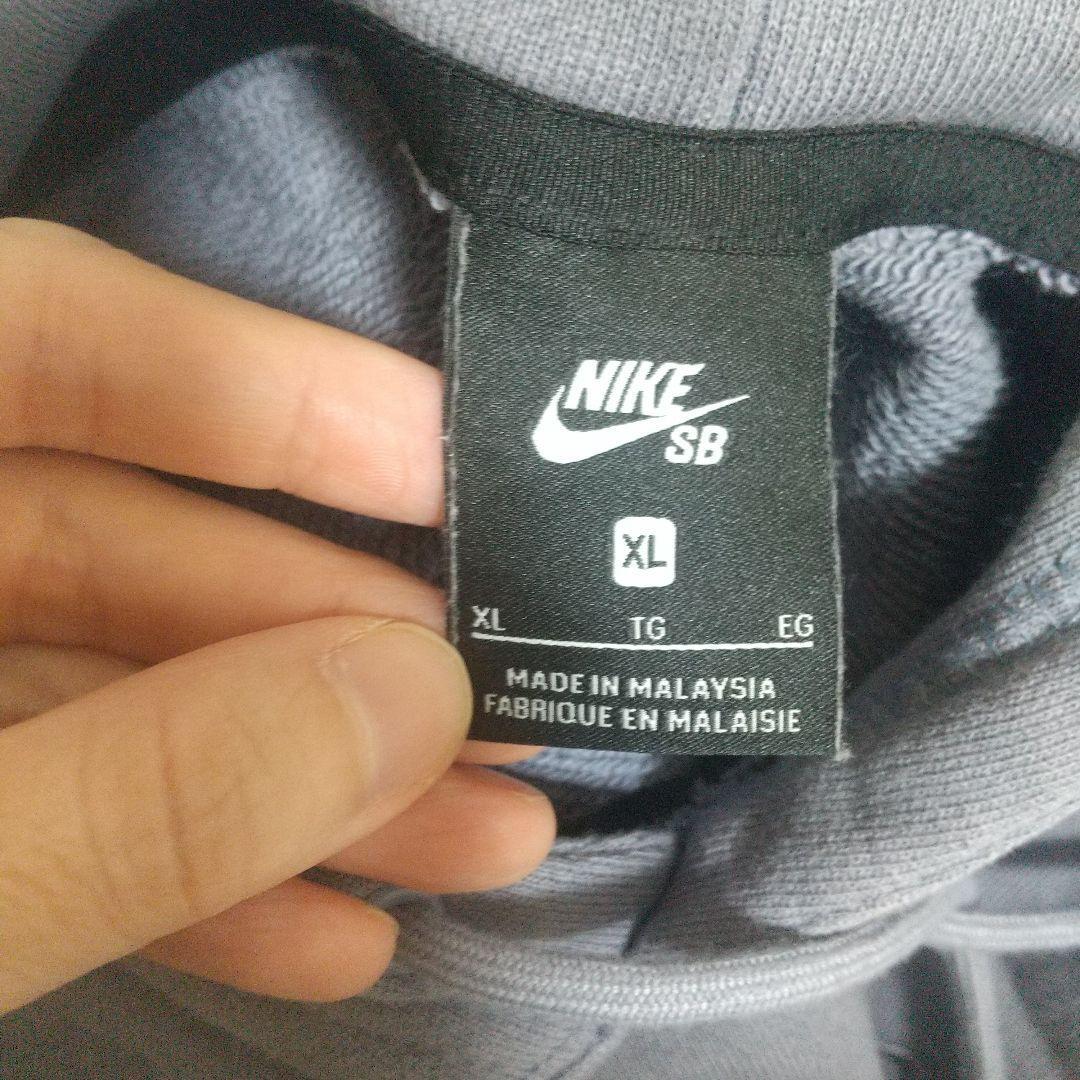 NIKE
SB
XL
XL TG EG
MADE IN MALAYSIA
FABRIQUE EN MALAISIE